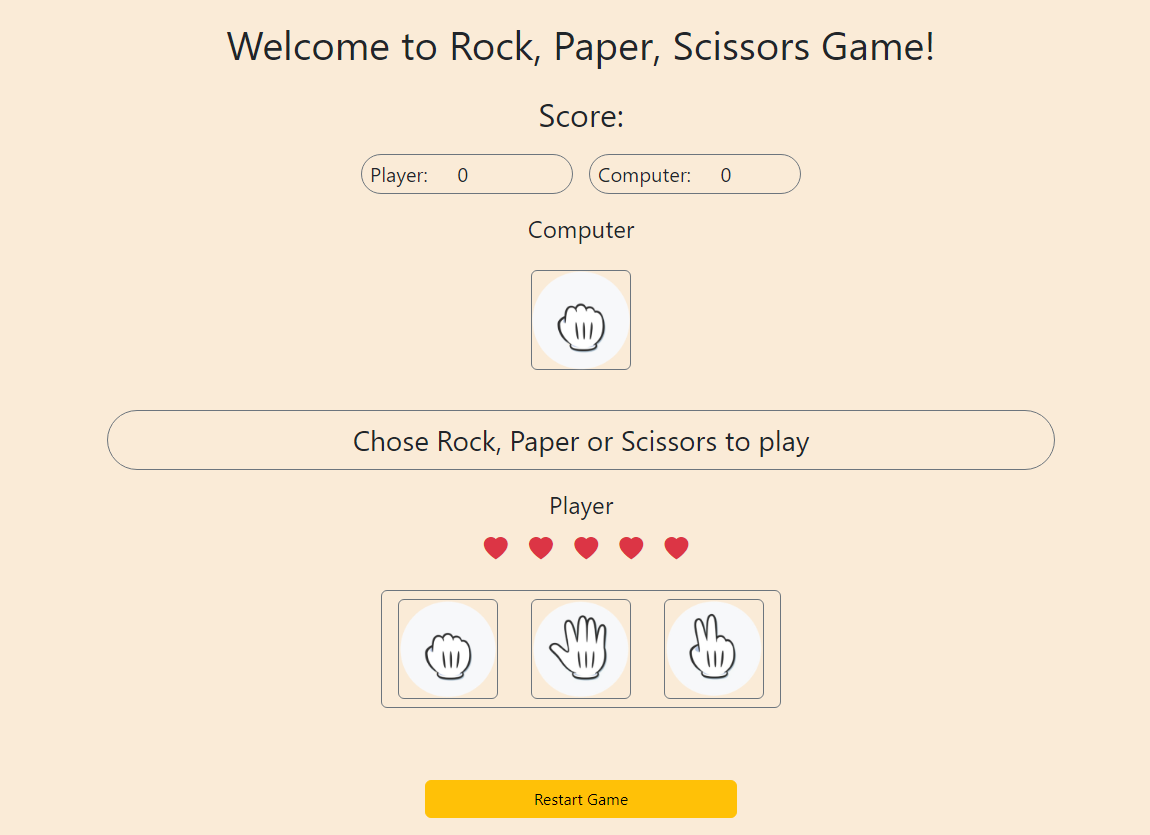 Welcome to Rock, Paper, Scissors Game!
Score:
Player: 0
Computer: 0
Computer
Chose Rock, Paper or Scissors to play
Player
Restart Game